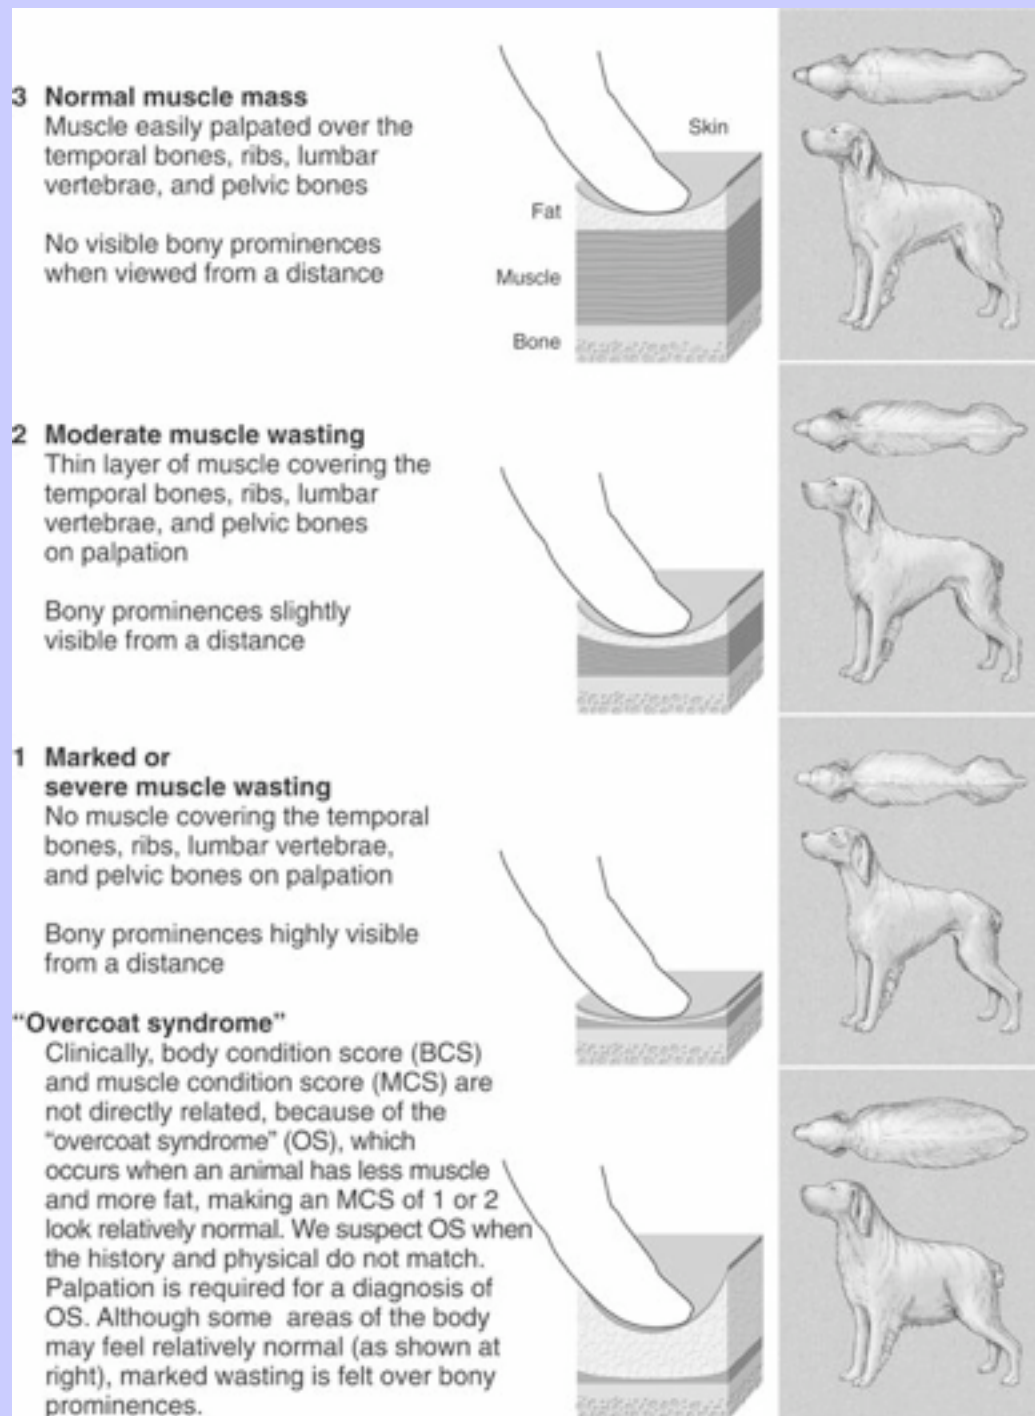 3 Normal muscle mass
Muscle easily palpated over the
temporal bones, ribs, lumbar
vertebrae, and pelvic bones
No visible bony prominences
when viewed from a distance
Skin
Fat
Muscle
Bone
2 Moderate muscle wasting
Thin layer of muscle covering the
temporal bones, ribs, lumbar
vertebrae, and pelvic bones
on palpation
Bony prominences slightly
visible from a distance
1 Marked or
severe muscle wasting
No muscle covering the temporal
bones, ribs, lumbar vertebrae,
and pelvic bones on palpation
Bony prominences highly visible
from a distance
“Overcoat syndrome”
Clinically, body condition score (BCS)
and muscle condition score (MCS) are
not directly related, because of the
“overcoat syndrome” (OS), which
occurs when an animal has less muscle
and more fat, making an MCS of 1 or 2
look relatively normal. We suspect OS when
the history and physical do not match.
Palpation is required for a diagnosis of
OS. Although some areas of the body
may feel relatively normal (as shown at
right), marked wasting is felt over bony
prominences.